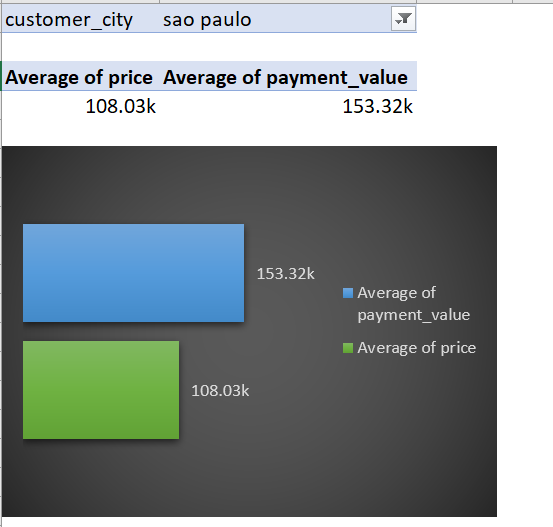 customer_city sao paulo
Average of price Average of payment_value
108.03k 153.32k
153.32k
Average of
payment_value
Average of price
108.03k